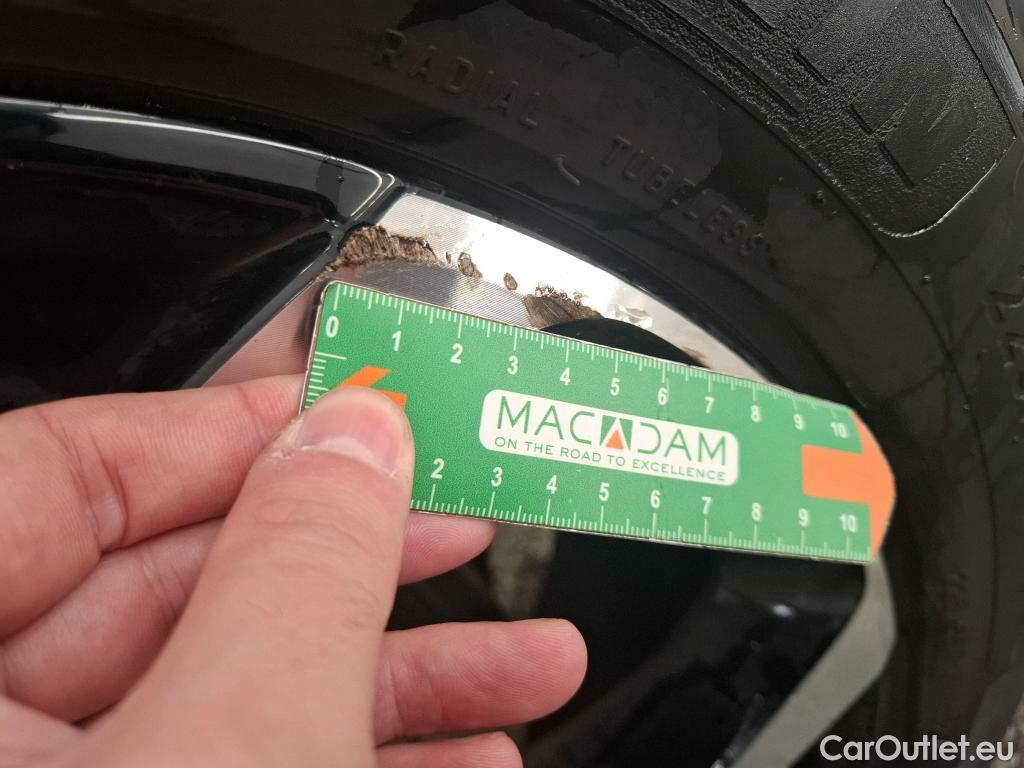 RADIAL TUBELESS
0 1 2 3 4 5 6 7 8 9 10
MACADAM
ON THE ROAD TO EXCELLENCE
2 3 4 5 6 7 8 9 10
CarOutlet.eu